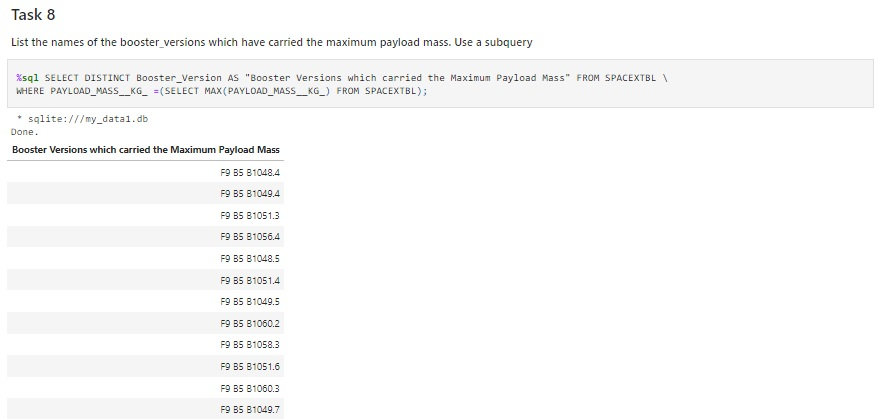 Task 8
List the names of the booster_versions which have carried the maximum payload mass. Use a subquery
%sql SELECT DISTINCT Booster_Version AS "Booster Versions which carried the Maximum Payload Mass" FROM SPACEXTBL \
WHERE PAYLOAD_MASS__KG_ =(SELECT MAX(PAYLOAD_MASS__KG_) FROM SPACEXTBL);
* sqlite:///my_data1.db
Done.
Booster Versions which carried the Maximum Payload Mass
F9 B5 B1048.4
F9 B5 B1049.4
F9 B5 B1051.3
F9 B5 B1056.4
F9 B5 B1048.5
F9 B5 B1051.4
F9 B5 B1049.5
F9 B5 B1060.2
F9 B5 B1058.3
F9 B5 B1051.6
F9 B5 B1060.3
F9 B5 B1049.7